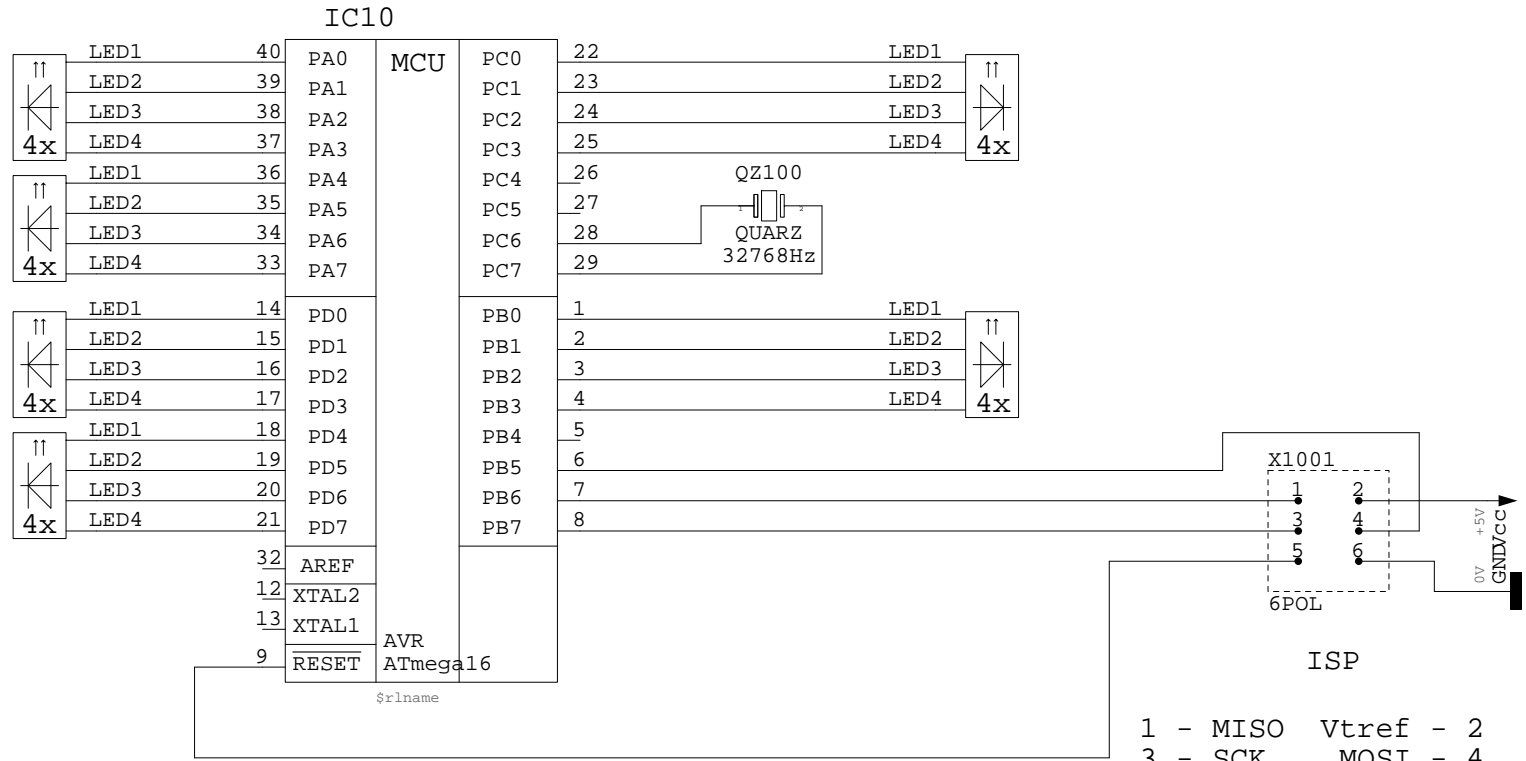 IC10
LED1 40 PA0 MCU PC0 22 LED1
LED2 39 PA1 PC1 23 LED2
LED3 38 PA2 PC2 24 LED3
LED4 37 PA3 PC3 25 LED4
4x 4x
LED1 36 PA4 PC4 26 QZ100
LED2 35 PA5 PC5 27 1 2
LED3 34 PA6 PC6 28 QUARZ
LED4 33 PA7 PC7 29 32768Hz
4x
LED1 14 PD0 PB0 1 LED1
LED2 15 PD1 PB1 2 LED2
LED3 16 PD2 PB2 3 LED3
LED4 17 PD3 PB3 4 LED4
4x 4x
LED1 18 PD4 PB4 5
LED2 19 PD5 PB5 6 X1001
LED3 20 PD6 PB6 7 1 2
LED4 21 PD7 PB7 8 3 4
4x
+5V Vcc
32 AREF 5 6
0V GND
12 XTAL2
6POL
13 XTAL1
AVR
9 RESET ATmega16
ISP
$rlname
1 - MISO Vtref - 2
3 - SCK MOSI - 4